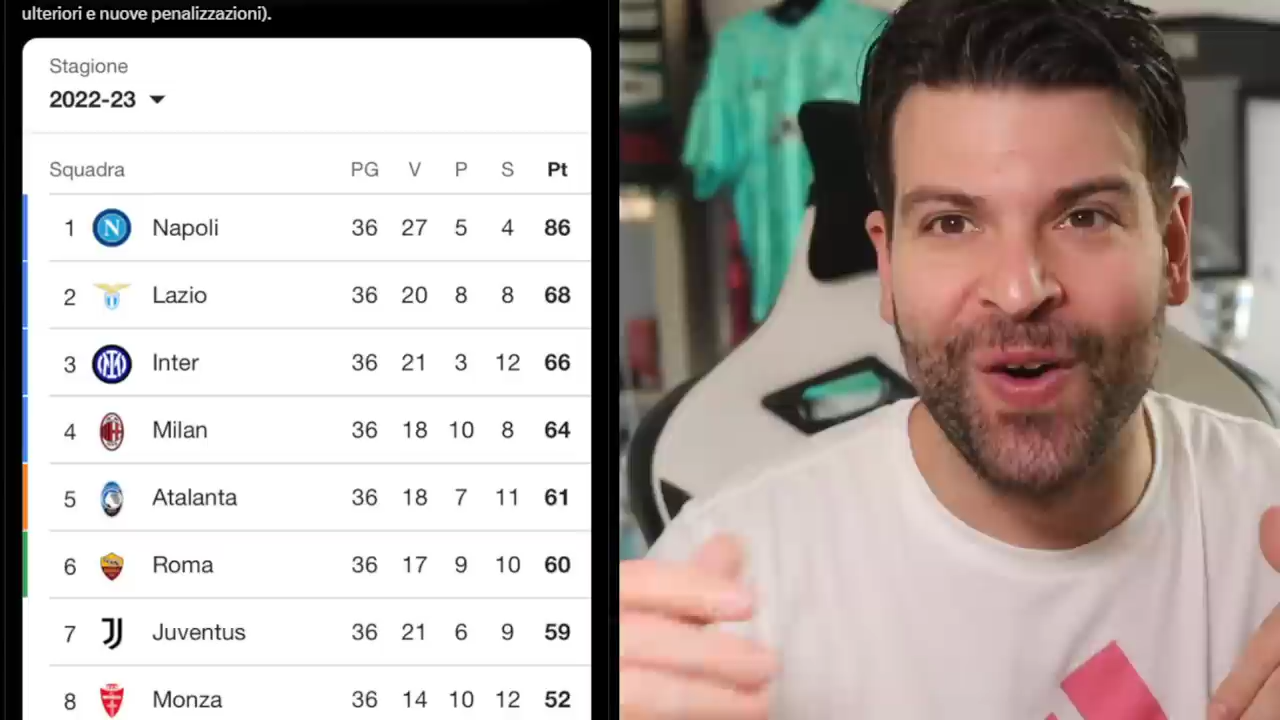 ulteriori e nuove penalizzazioni).
Stagione
2022-23
Squadra PG V P S Pt
1 N Napoli 36 27 5 4 86
2 Lazio 36 20 8 8 68
3 Inter 36 21 3 12 66
4 Milan 36 18 10 8 64
5 Atalanta 36 18 7 11 61
6 Roma 36 17 9 10 60
7 Juventus 36 21 6 9 59
8 Monza 36 14 10 12 52